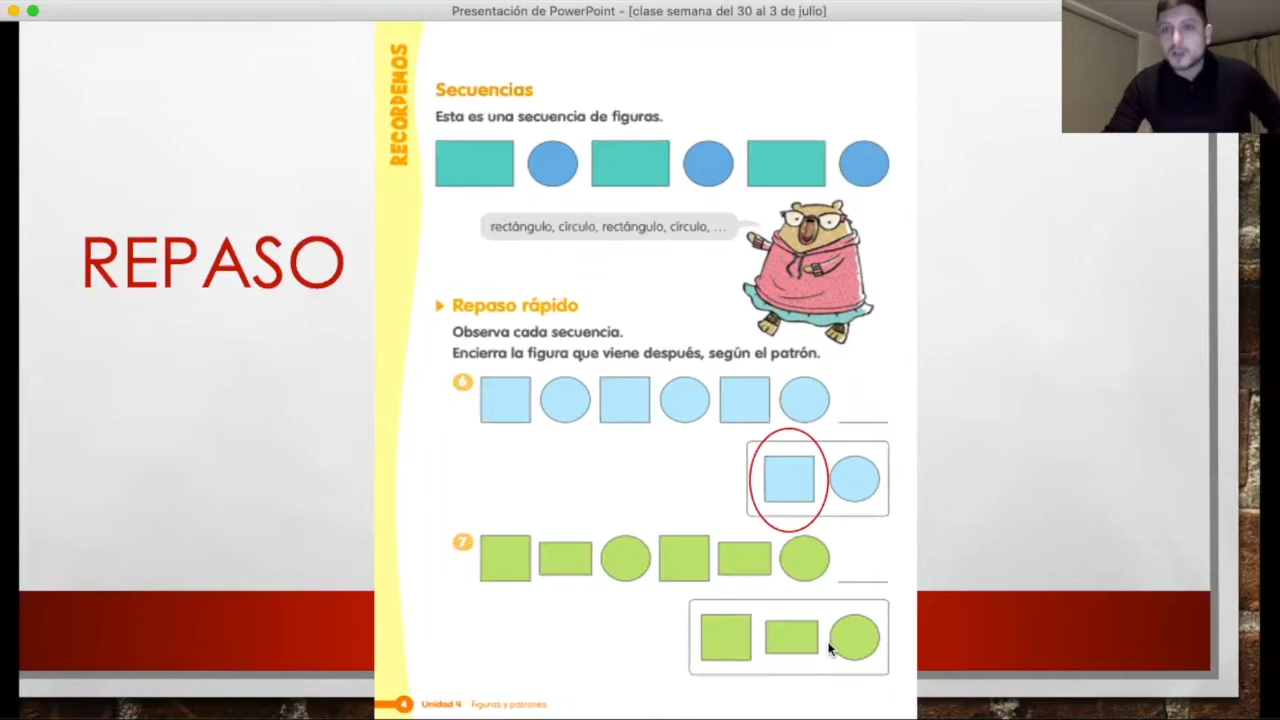 Presentación de PowerPoint - [clase semana del 30 al 3 de julio]
RECORDEMOS
Secuencias
Esta es una secuencia de figuras.
rectángulo, círculo, rectángulo, círculo, ...
REPASO
Repaso rápido
Observa cada secuencia.
Encierra la figura que viene después, según el patrón.
6
7
4 Unidad 4 Figuras y patrones